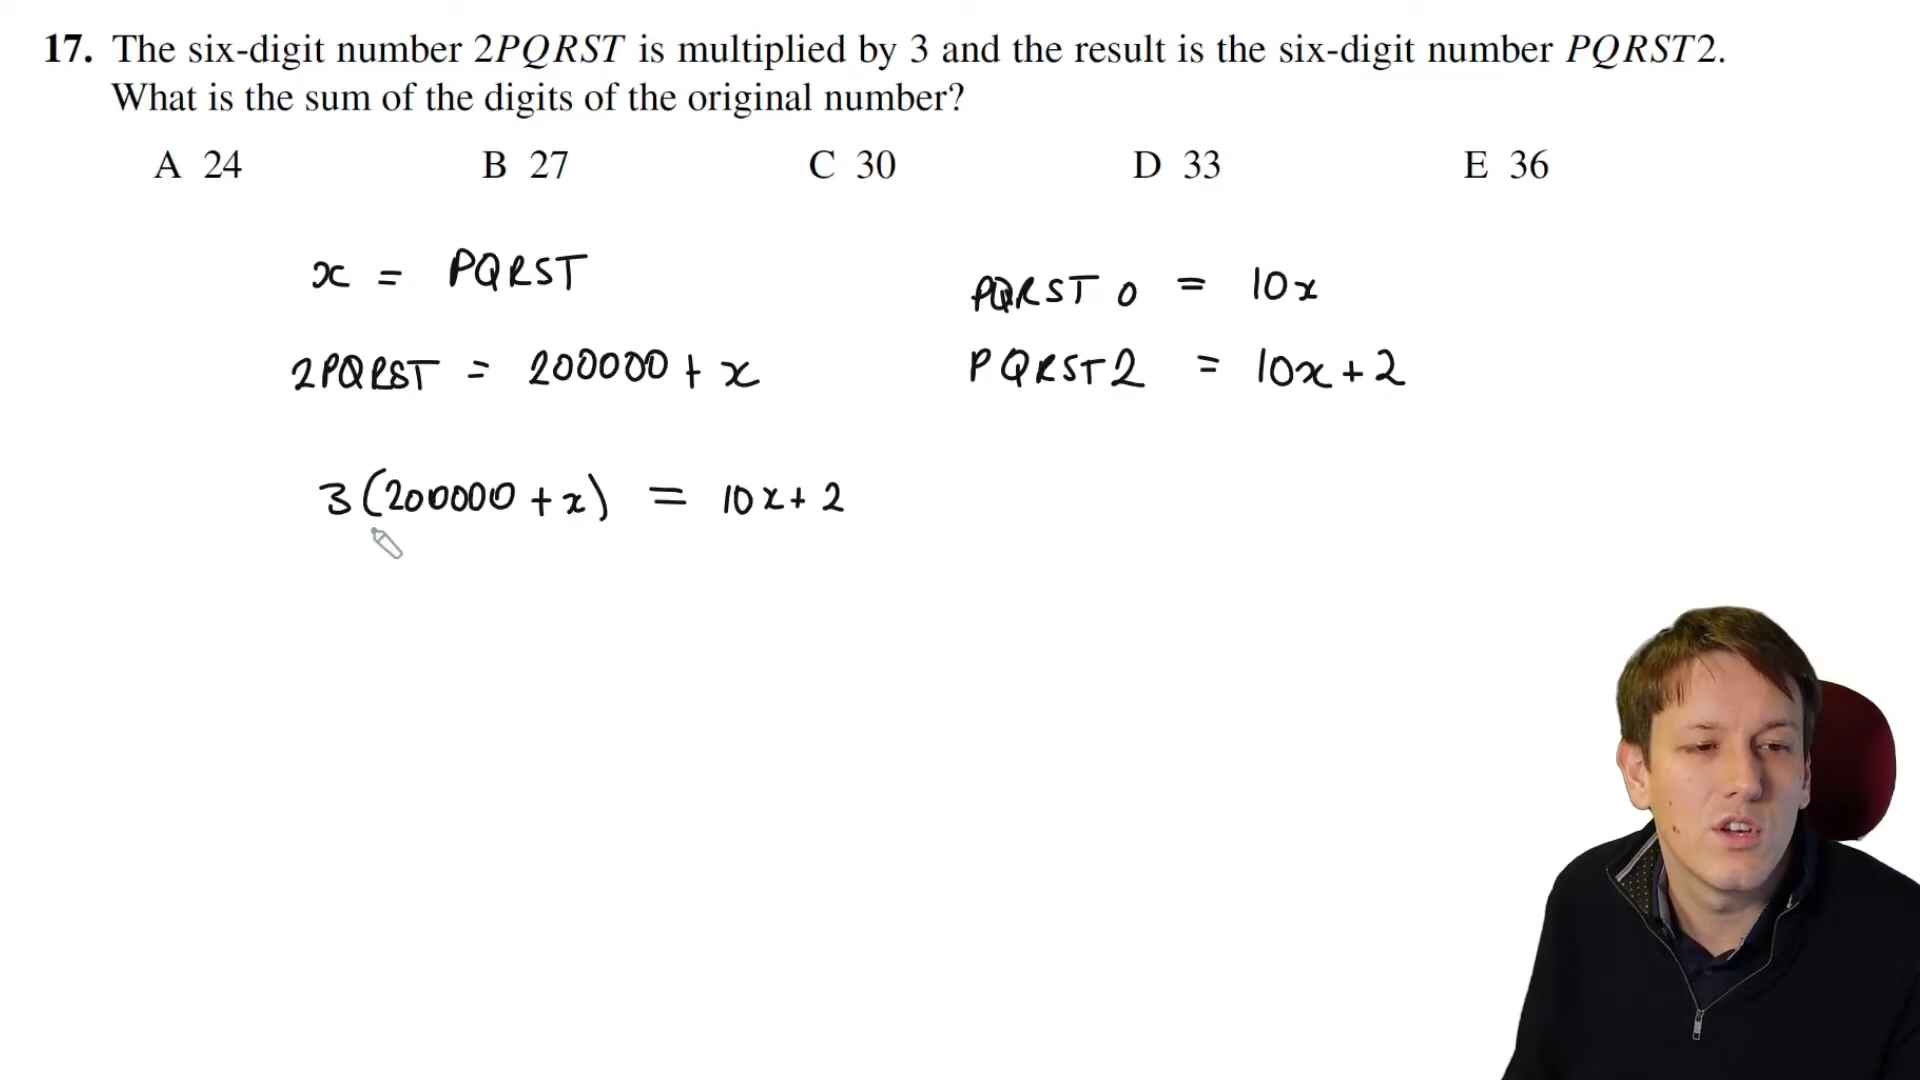 17. The six-digit number 2PQRST is multiplied by 3 and the result is the six-digit number PQRST2.
What is the sum of the digits of the original number?
A 24 B 27 C 30 D 33 E 36
x = PQRST
PQRST0 = 10x
2PQRST = 200000 + x
PQRST2 = 10x + 2
3(200000 + x) = 10x + 2